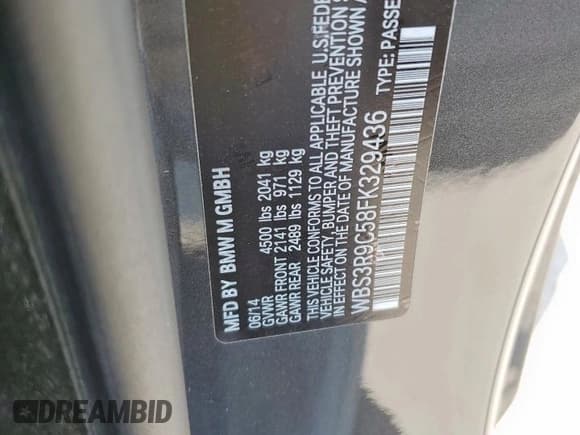 MFD BY BMW M GMBH
06/14
GVWR 4500 lbs 2041 kg
GAWR FRONT 2141 lbs 971 kg
GAWR REAR 2489 lbs 1129 kg
THIS VEHICLE CONFORMS TO ALL APPLICABLE U.S. FEDE
VEHICLE SAFETY, BUMPER AND THEFT PREVENTION S
IN EFFECT ON THE DATE OF MANUFACTURE SHOWN A
WBS3R9C58FK329436 TYPE: PASSE
DREAMBID